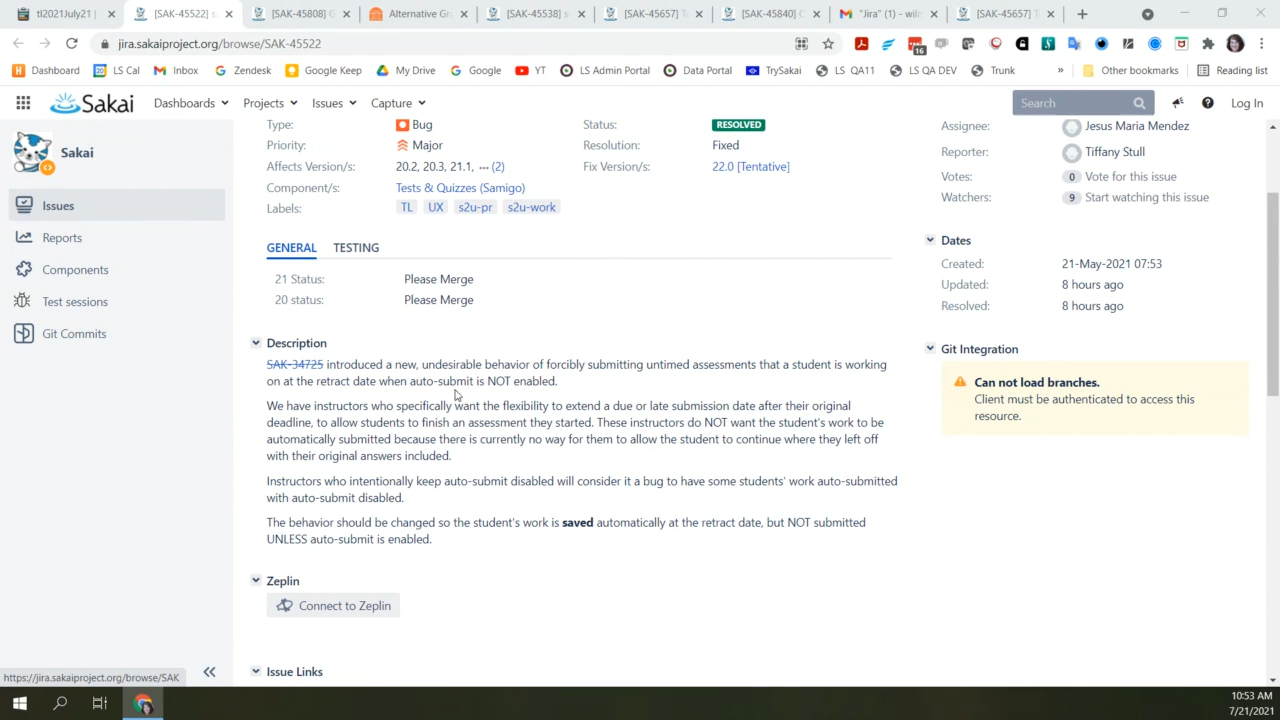 tl2021July21
[SAK-45522] s
[SAK-45808] G
Alternative Gra
[SAK-45538] s
[SAK-45657] T
[SAK-45840] C
"Jira" (1) - wilm
[SAK-45657] T
jira.sakaiproject.org/browse/SAK-45522
16
Dashboard
LS Cal
Inbox
Zendesk
Google Keep
My Drive
Google
YT
LS Admin Portal
Data Portal
TrySakai
LS QA11
LS QA DEV
Trunk
»
Other bookmarks
Reading list
Sakai
Dashboards
Projects
Issues
Capture
Search
Log In
Sakai
Issues
Reports
Components
Test sessions
Git Commits
Type: Bug
Status: RESOLVED
Priority: Major
Resolution: Fixed
Affects Version/s: 20.2, 20.3, 21.1, ... (2)
Fix Version/s: 22.0 [Tentative]
Component/s: Tests & Quizzes (Samigo)
Labels: TL UX s2u-pr s2u-work
GENERAL TESTING
21 Status: Please Merge
20 status: Please Merge
Description
SAK-34725 introduced a new, undesirable behavior of forcibly submitting untimed assessments that a student is working
on at the retract date when auto-submit is NOT enabled.
We have instructors who specifically want the flexibility to extend a due or late submission date after their original
deadline, to allow students to finish an assessment they started. These instructors do NOT want the student's work to be
automatically submitted because there is currently no way for them to allow the student to continue where they left off
with their original answers included.
Instructors who intentionally keep auto-submit disabled will consider it a bug to have some students' work auto-submitted
with auto-submit disabled.
The behavior should be changed so the student's work is saved automatically at the retract date, but NOT submitted
UNLESS auto-submit is enabled.
Zeplin
Connect to Zeplin
Issue Links
Assignee: Jesus Maria Mendez
Reporter: Tiffany Stull
Votes: 0 Vote for this issue
Watchers: 9 Start watching this issue
Dates
Created: 21-May-2021 07:53
Updated: 8 hours ago
Resolved: 8 hours ago
Git Integration
Can not load branches.
Client must be authenticated to access this
resource.
https://jira.sakaiproject.org/browse/SAK
10:53 AM
7/21/2021